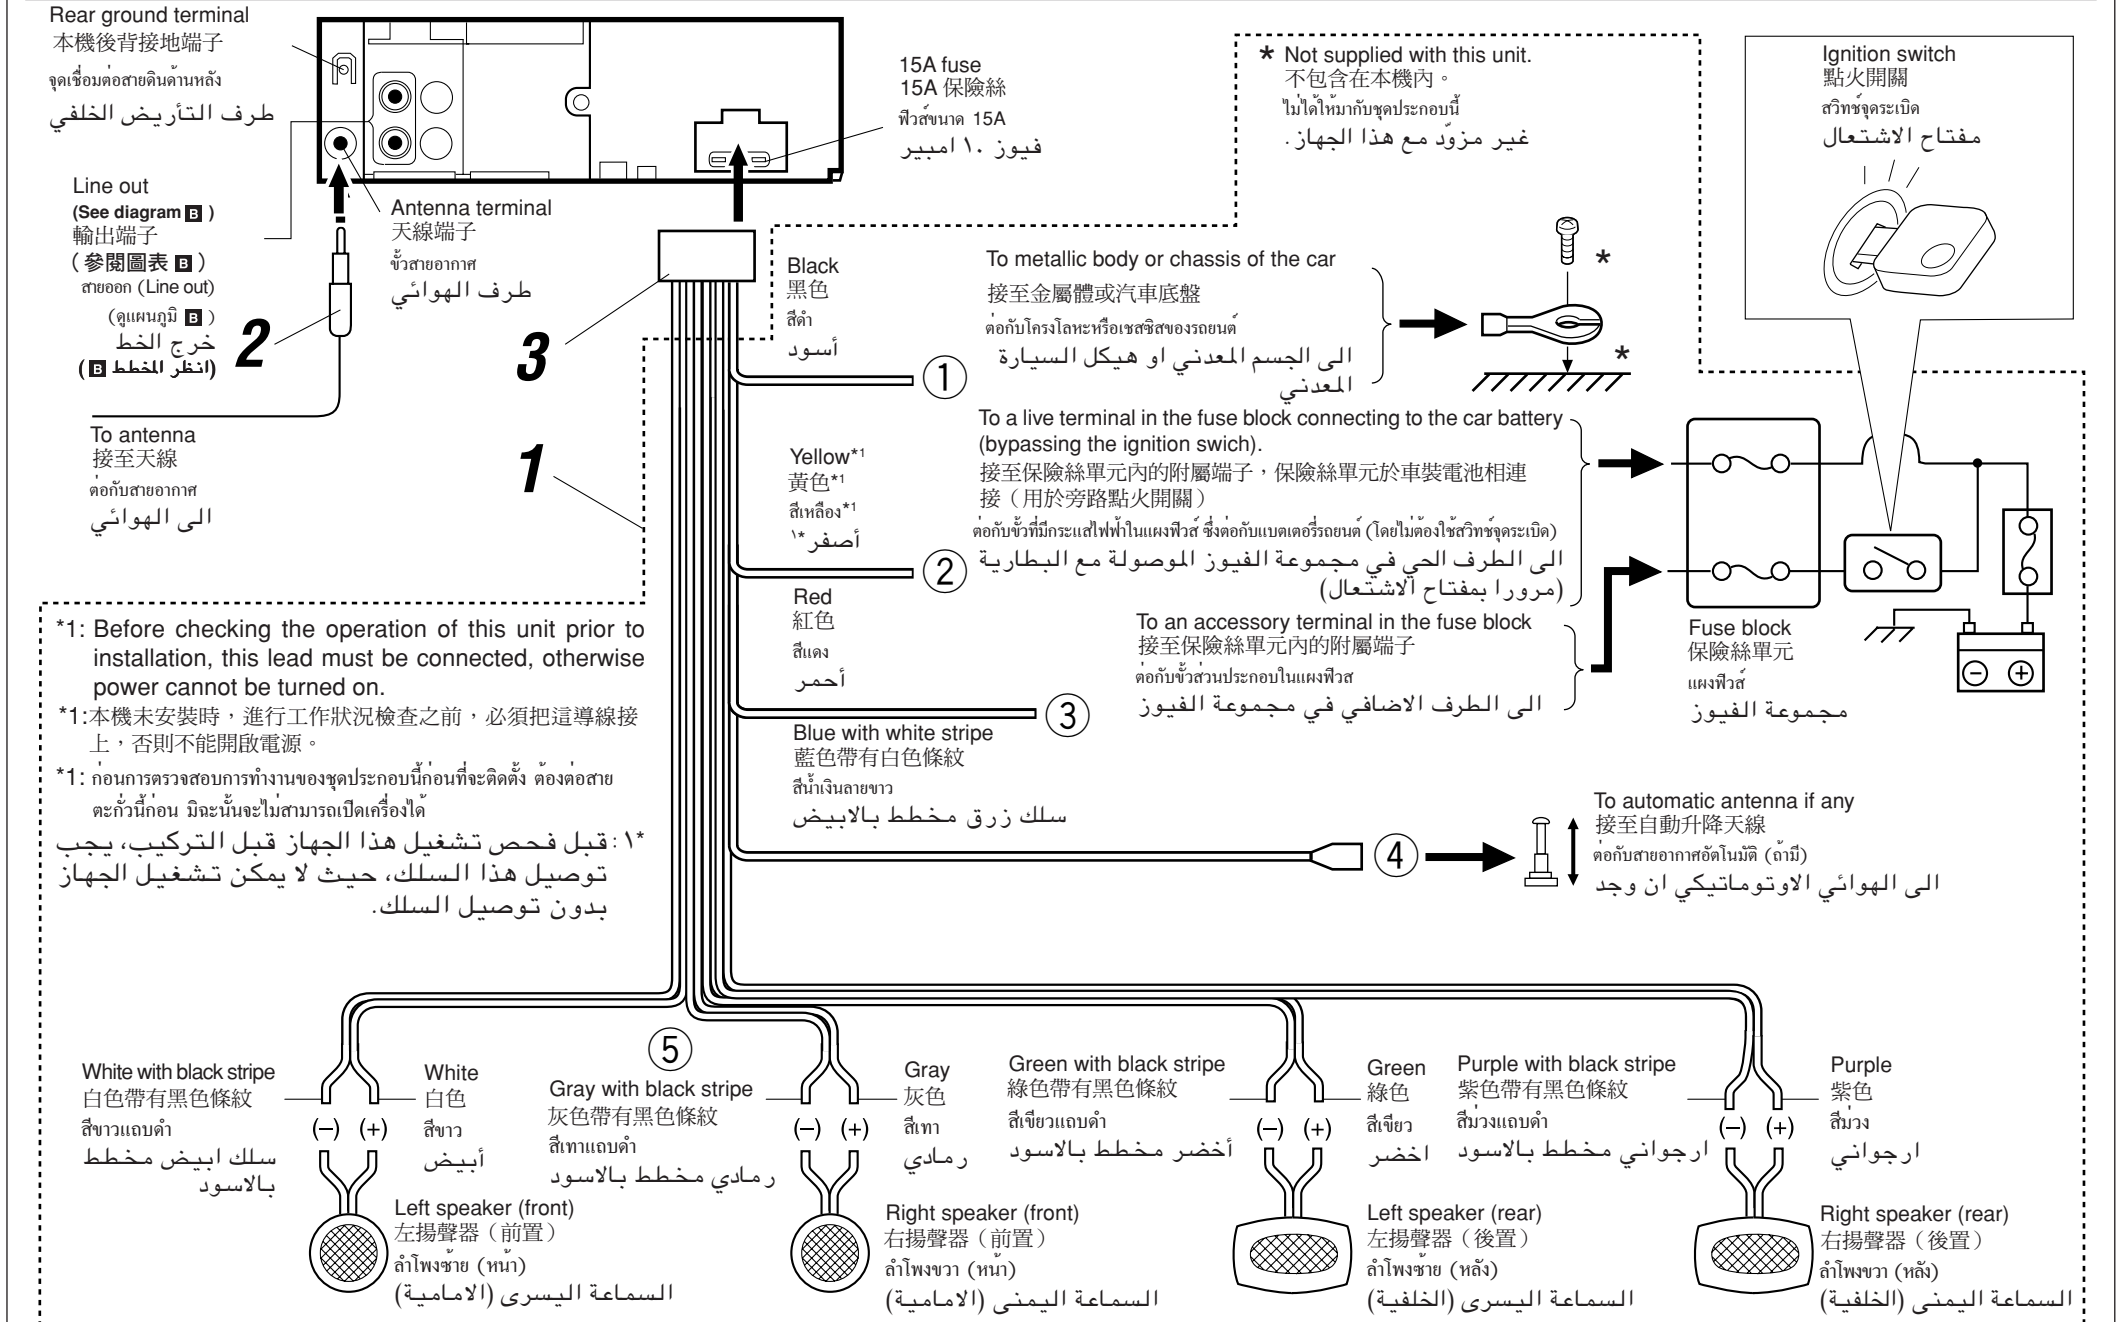 Rear ground terminal
本機後背接地端子
จุดเชื่อมต่อสายดินด้านหลัง
طرف التأريض الخلفي
15A fuse
15A 保險絲
ฟิวส์ขนาด 15A
فيوز ١٠ امبير
* Not supplied with this unit.
不包含在本機內。
ไม่ได้ให้มากับชุดประกอบนี้
غير مزوّد مع هذا الجهاز.
Ignition switch
點火開關
สวิทช์จุดระเบิด
مفتاح الاشتعال
Line out
(See diagram B )
輸出端子
( 參閱圖表 B )
สายออก (Line out)
(ดูแผนภูมิ B )
خرج الخط
(انظر المخطط B)
2
Antenna terminal
天線端子
ขั้วสายอากาศ
طرف الهوائي
3
To antenna
接至天線
ต่อกับสายอากาศ
الى الهوائي
1
Black
黑色
สีดำ
أسود
①
To metallic body or chassis of the car
接至金屬體或汽車底盤
ต่อกับโครงโลหะหรือเชสซิสของรถยนต์
الى الجسم المعدني او هيكل السيارة
المعدني
*
*
Yellow*1
黃色*1
สีเหลือง*1
أصفر*١
②
To a live terminal in the fuse block connecting to the car battery
(bypassing the ignition swich).
接至保險絲單元內的附屬端子，保險絲單元於車裝電池相連
接（用於旁路點火開關）
ต่อกับขั้วที่มีกระแสไฟฟ้าในแผงฟิวส์ ซึ่งต่อกับแบตเตอรี่รถยนต์ (โดยไม่ต้องใช้สวิทช์จุดระเบิด)
الى الطرف الحي في مجموعة الفيوز الموصولة مع البطارية
(مرورا بمفتاح الاشتعال)
Red
紅色
สีแดง
أحمر
③
To an accessory terminal in the fuse block
接至保險絲單元內的附屬端子
ต่อกับขั้วส่วนประกอบในแผงฟิวส
الى الطرف الاضافي في مجموعة الفيوز
Fuse block
保險絲單元
แผงฟิวส์
مجموعة الفيوز
− +
*1: Before checking the operation of this unit prior to
installation, this lead must be connected, otherwise
power cannot be turned on.
*1:本機未安裝時，進行工作狀況檢查之前，必須把這導線接
上，否則不能開啟電源。
*1: ก่อนการตรวจสอบการทำงานของชุดประกอบนี้ก่อนที่จะติดตั้ง ต้องต่อสาย
ตะกั่วนี้ก่อน มิฉะนั้นจะไม่สามารถเปิดเครื่องได้
*١: قبل فحص تشغيل هذا الجهاز قبل التركيب، يجب
توصيل هذا السلك، حيث لا يمكن تشغيل الجهاز
بدون توصيل السلك.
Blue with white stripe
藍色帶有白色條紋
สีน้ำเงินลายขาว
سلك زرق مخطط بالابيض
④
To automatic antenna if any
接至自動升降天線
ต่อกับสายอากาศอัตโนมัติ (ถ้ามี)
الى الهوائي الاوتوماتيكي ان وجد
⑤
White with black stripe
白色帶有黑色條紋
สีขาวแถบดำ
سلك ابيض مخطط
بالاسود
(−) (+)
White
白色
สีขาว
أبيض
Left speaker (front)
左揚聲器（前置）
ลำโพงซ้าย (หน้า)
السماعة اليسرى (الامامية)
Gray with black stripe
灰色帶有黑色條紋
สีเทาแถบดำ
رمادي مخطط بالاسود
(−) (+)
Gray
灰色
สีเทา
رمادي
Right speaker (front)
右揚聲器（前置）
ลำโพงขวา (หน้า)
السماعة اليمنى (الامامية)
Green with black stripe
綠色帶有黑色條紋
สีเขียวแถบดำ
أخضر مخطط بالاسود
(−) (+)
Green
綠色
สีเขียว
اخضر
Left speaker (rear)
左揚聲器（後置）
ลำโพงซ้าย (หลัง)
السماعة اليسرى (الخلفية)
Purple with black stripe
紫色帶有黑色條紋
สีม่วงแถบดำ
ارجواني مخطط بالاسود
(−) (+)
Purple
紫色
สีม่วง
ارجواني
Right speaker (rear)
右揚聲器（後置）
ลำโพงขวา (หลัง)
السماعة اليمنى (الخلفية)